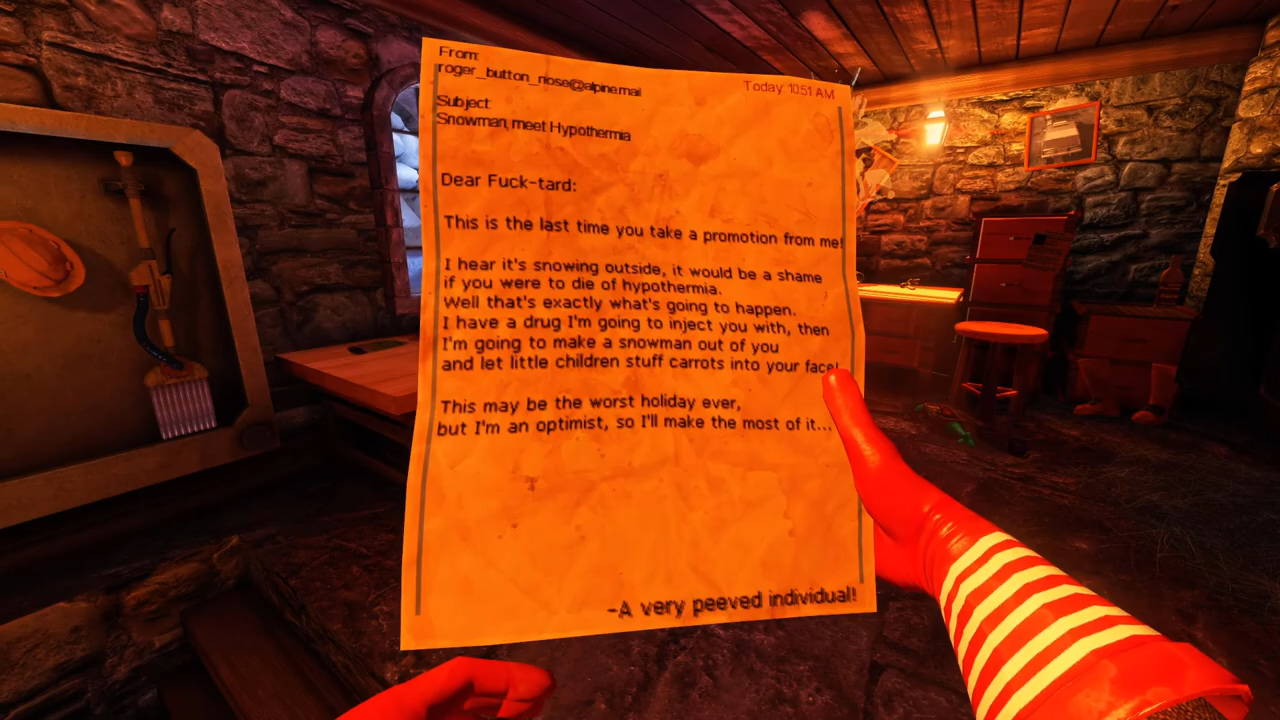 From:
roger_button_nose@alpine.mail
Today 10:51 AM
Subject:
Snowman, meet Hypothermia
Dear Fuck-tard:
This is the last time you take a promotion from me!
I hear it's snowing outside, it would be a shame
if you were to die of hypothermia.
Well that's exactly what's going to happen.
I have a drug I'm going to inject you with, then
I'm going to make a snowman out of you
and let little children stuff carrots into your face!
This may be the worst holiday ever,
but I'm an optimist, so I'll make the most of it...
-A very peeved individual!